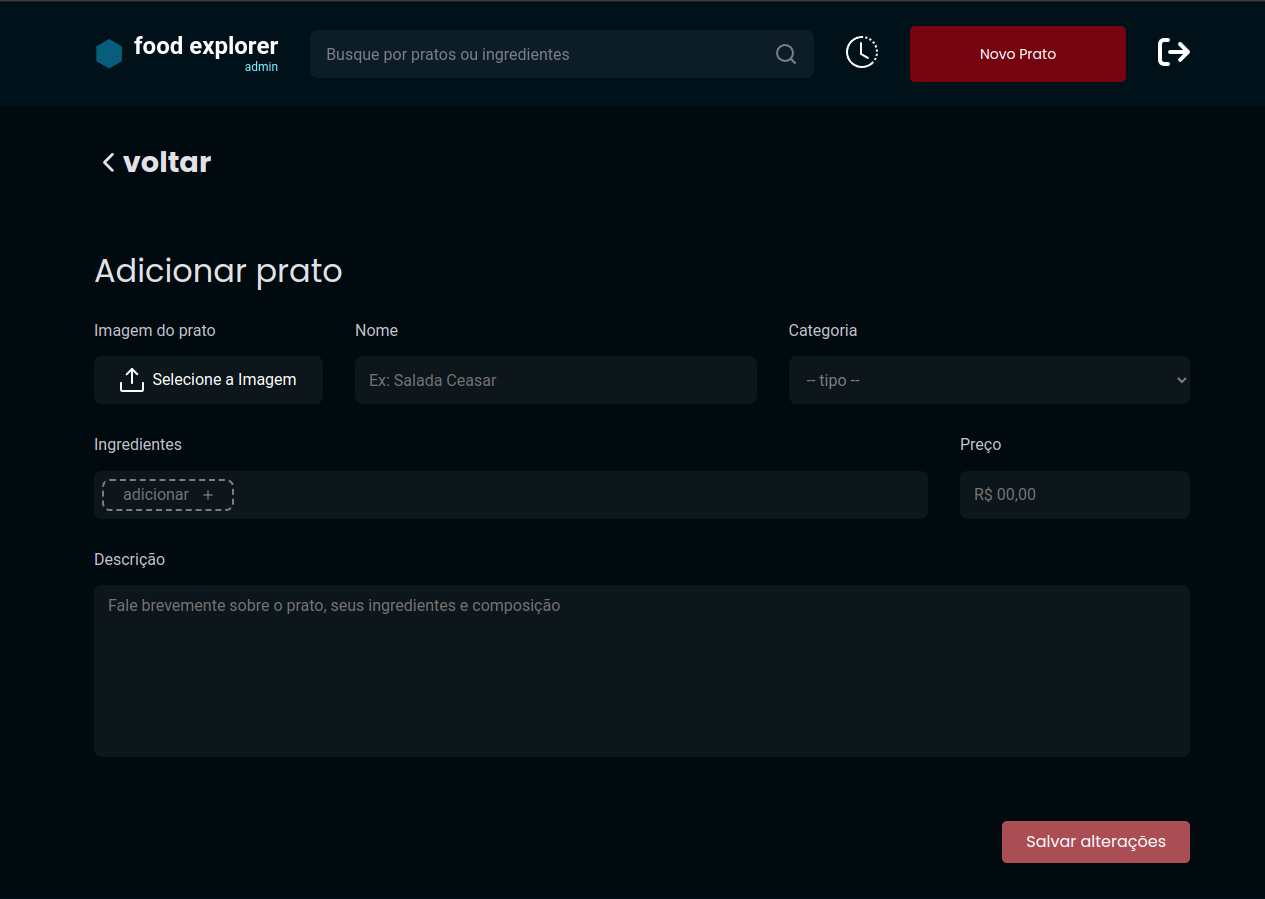 food explorer
admin
Busque por pratos ou ingredientes
Novo Prato
voltar
Adicionar prato
Imagem do prato
Nome
Categoria
Selecione a Imagem
Ex: Salada Ceasar
-- tipo --
Ingredientes
Preço
adicionar +
R$ 00,00
Descrição
Fale brevemente sobre o prato, seus ingredientes e composição
Salvar alterações